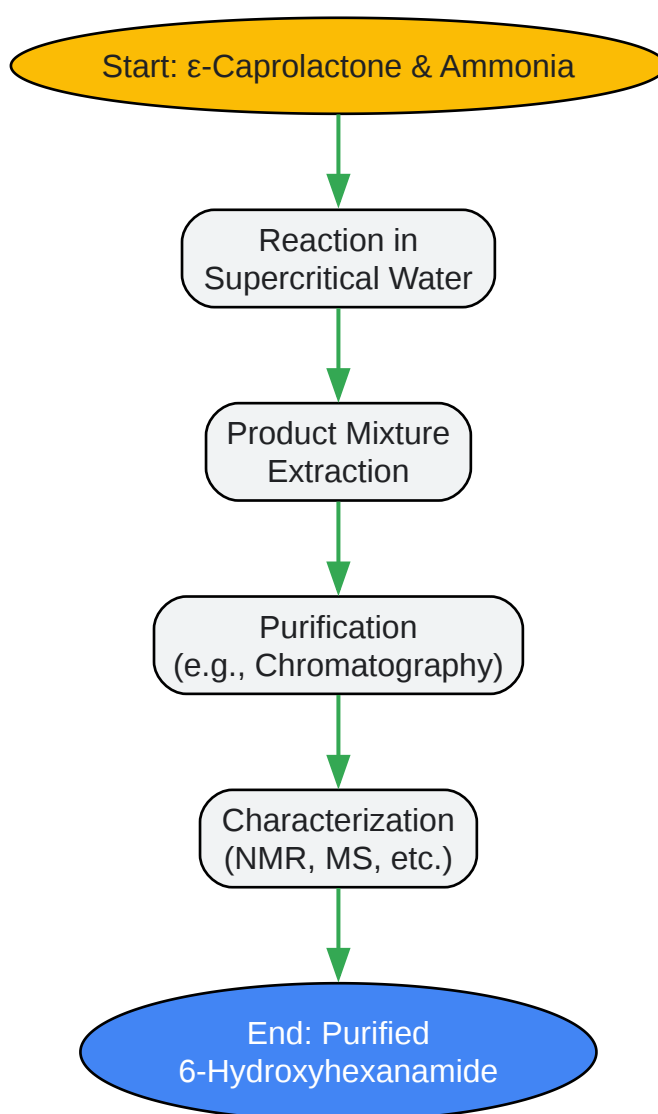 Start: ε-Caprolactone & Ammonia
Reaction in
Supercritical Water
Product Mixture
Extraction
Purification
(e.g., Chromatography)
Characterization
(NMR, MS, etc.)
End: Purified
6-Hydroxyhexanamide